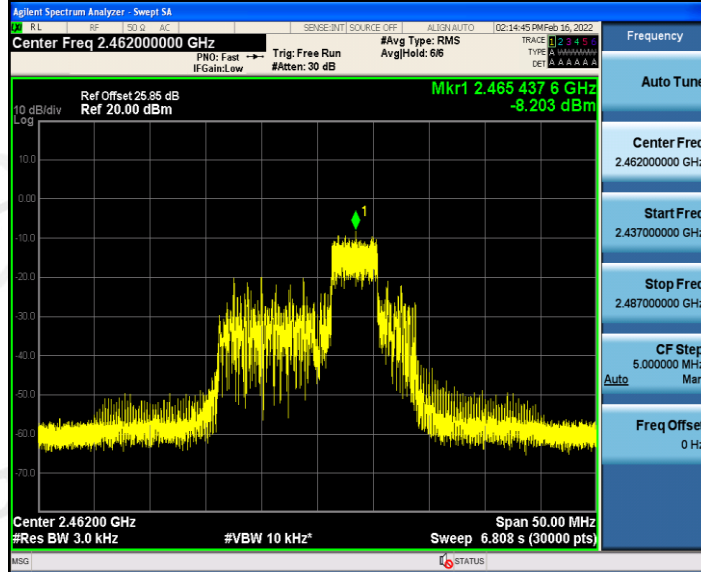 Agilent Spectrum Analyzer - Swept SA
RL RF 50 Ω AC SENSE:INT SOURCE OFF ALIGN AUTO 02:14:45 PM Feb 16, 2022
Center Freq 2.462000000 GHz
PNO: Fast
IFGain:Low
Trig: Free Run
#Atten: 30 dB
#Avg Type: RMS
Avg|Hold: 6/6
TRACE 1 2 3 4 5 6
TYPE A WWWWW
DET A A A A A A
Ref Offset 25.85 dB
Ref 20.00 dBm
10 dB/div
Log
Mkr1 2.465 437 6 GHz
-8.203 dBm
1
10.0
0.00
-10.0
-20.0
-30.0
-40.0
-50.0
-60.0
-70.0
Center 2.46200 GHz
Span 50.00 MHz
#Res BW 3.0 kHz
#VBW 10 kHz*
Sweep 6.808 s (30000 pts)
MSG
STATUS
Frequency
Auto Tune
Center Freq
2.462000000 GHz
Start Freq
2.437000000 GHz
Stop Freq
2.487000000 GHz
CF Step
5.000000 MHz
Auto Man
Freq Offset
0 Hz